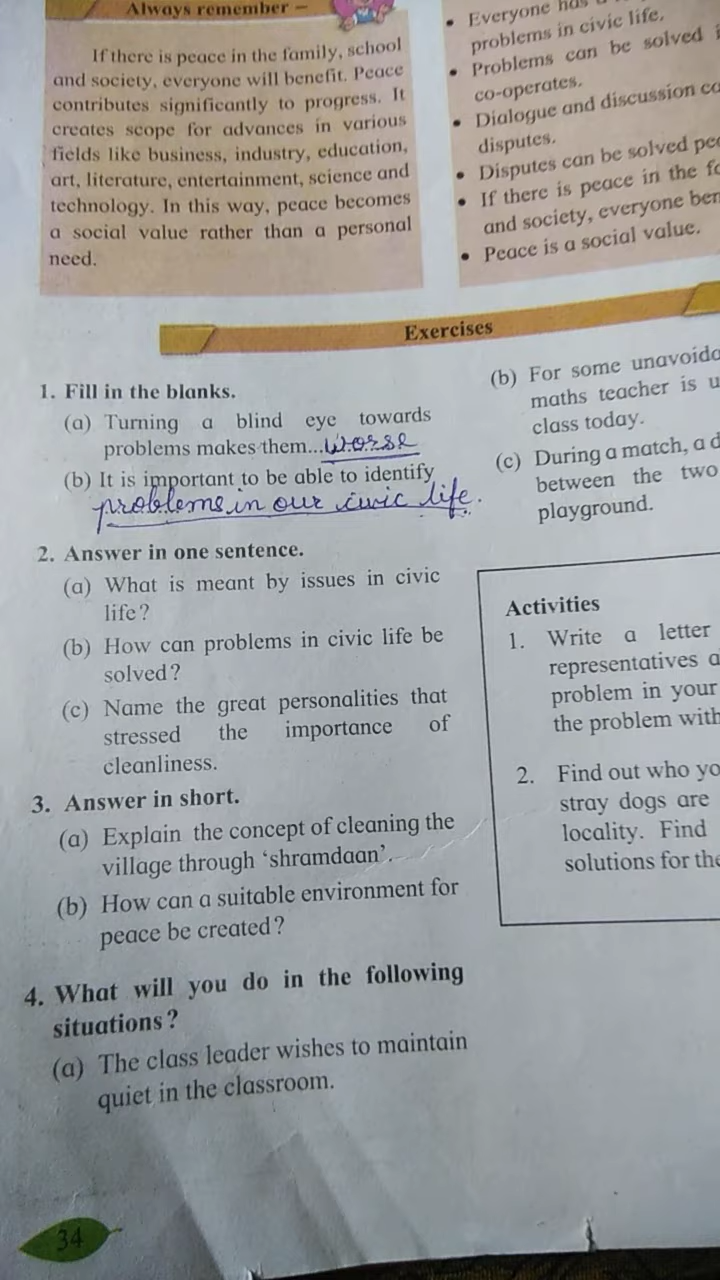 Always remember –
If there is peace in the family, school
and society, everyone will benefit. Peace
contributes significantly to progress. It
creates scope for advances in various
fields like business, industry, education,
art, literature, entertainment, science and
technology. In this way, peace becomes
a social value rather than a personal
need.
• Everyone has
problems in civic life.
• Problems can be solved
co-operates.
• Dialogue and discussion
disputes.
• Disputes can be solved
• If there is peace in the
and society, everyone
• Peace is a social value.
Exercises
1. Fill in the blanks.
(a) Turning a blind eye towards
problems makes them...worse
(b) It is important to be able to identify
problems in our civic life.
2. Answer in one sentence.
(a) What is meant by issues in civic
life?
(b) How can problems in civic life be
solved?
(c) Name the great personalities that
stressed the importance of
cleanliness.
3. Answer in short.
(a) Explain the concept of cleaning the
village through ‘shramdaan’.
(b) How can a suitable environment for
peace be created?
4. What will you do in the following
situations?
(a) The class leader wishes to maintain
quiet in the classroom.
(b) For some
maths teacher is
class today.
(c) During a match, a
between the two
playground.
Activities
1. Write a letter
representatives
problem in your
the problem with
2. Find out who
stray dogs are
locality. Find
solutions for
34